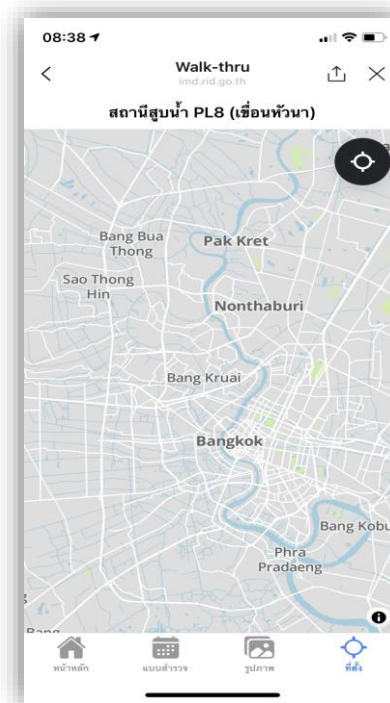 08:38
Walk-thru
imd.rid.go.th
สถานีสูบน้ำ PL8 (เขื่อนหัวนา)
Bang Bua
Thong
Pak Kret
Sao Thong
Hin
Nonthaburi
Bang Kruai
Bangkok
Bang Kobu
Phra
Pradaeng
Bang
หน้าหลัก
แบบสำรวจ
รูปภาพ
ที่ตั้ง